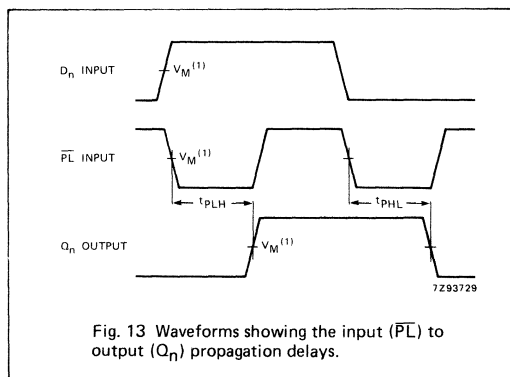 Dn INPUT
VM(1)
PL INPUT
VM(1)
tPLH
tPHL
Qn OUTPUT
VM(1)
7Z93729
Fig. 13 Waveforms showing the input (PL) to
output (Qn) propagation delays.